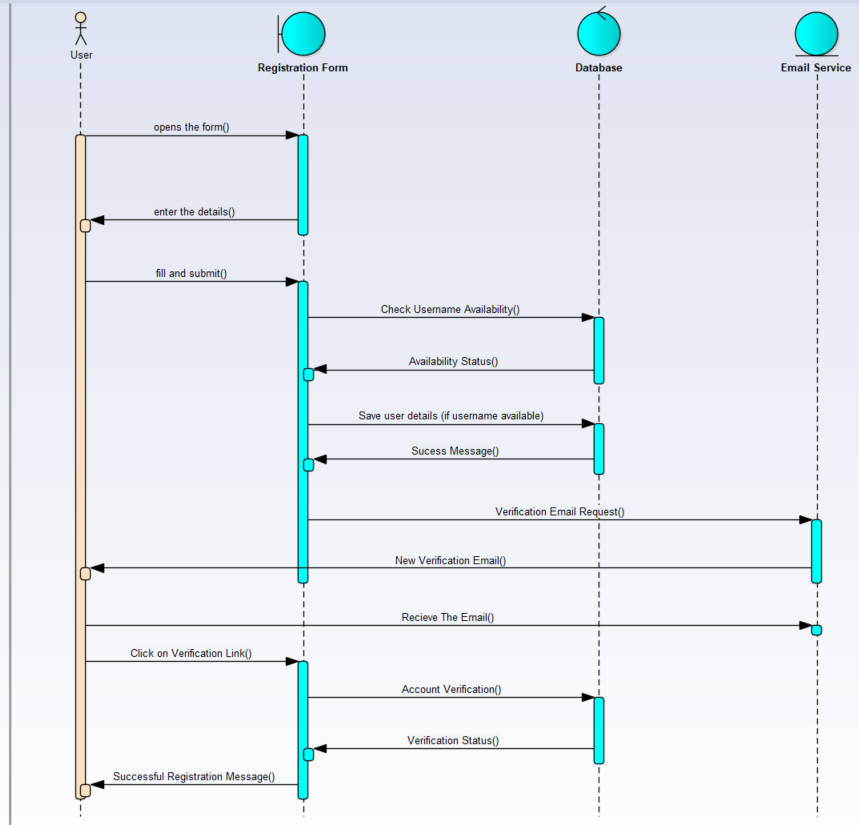 User
Registration Form
Database
Email Service
opens the form()
enter the details()
fill and submit()
Check Username Availability()
Availability Status()
Save user details (if username available)
Sucess Message()
Verification Email Request()
New Verification Email()
Recieve The Email()
Click on Verification Link()
Account Verification()
Verification Status()
Successful Registration Message()